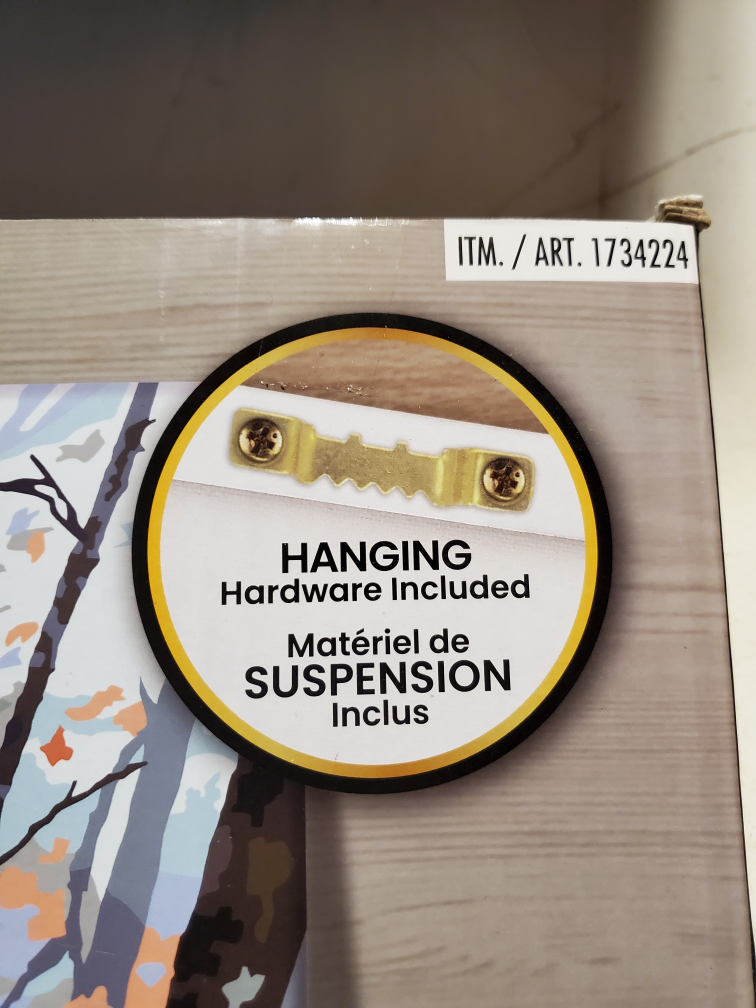 ITM. / ART. 1734224
HANGING
Hardware Included
Matériel de
SUSPENSION
Inclus